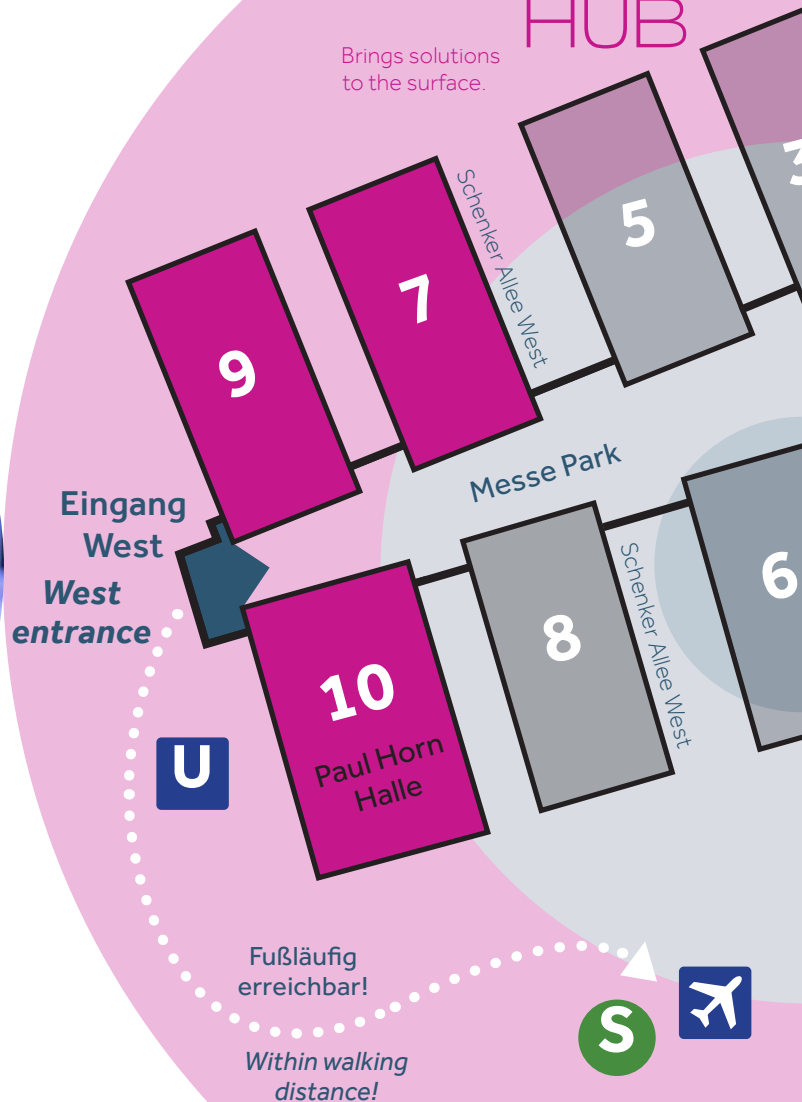 HUB
Brings solutions
to the surface.
3
5
Schenker Allee West
7
9
Messe Park
Eingang
West
West
entrance
6
8
Schenker Allee West
10
Paul Horn
Halle
U
Fußläufig
erreichbar!
S
Within walking
distance!